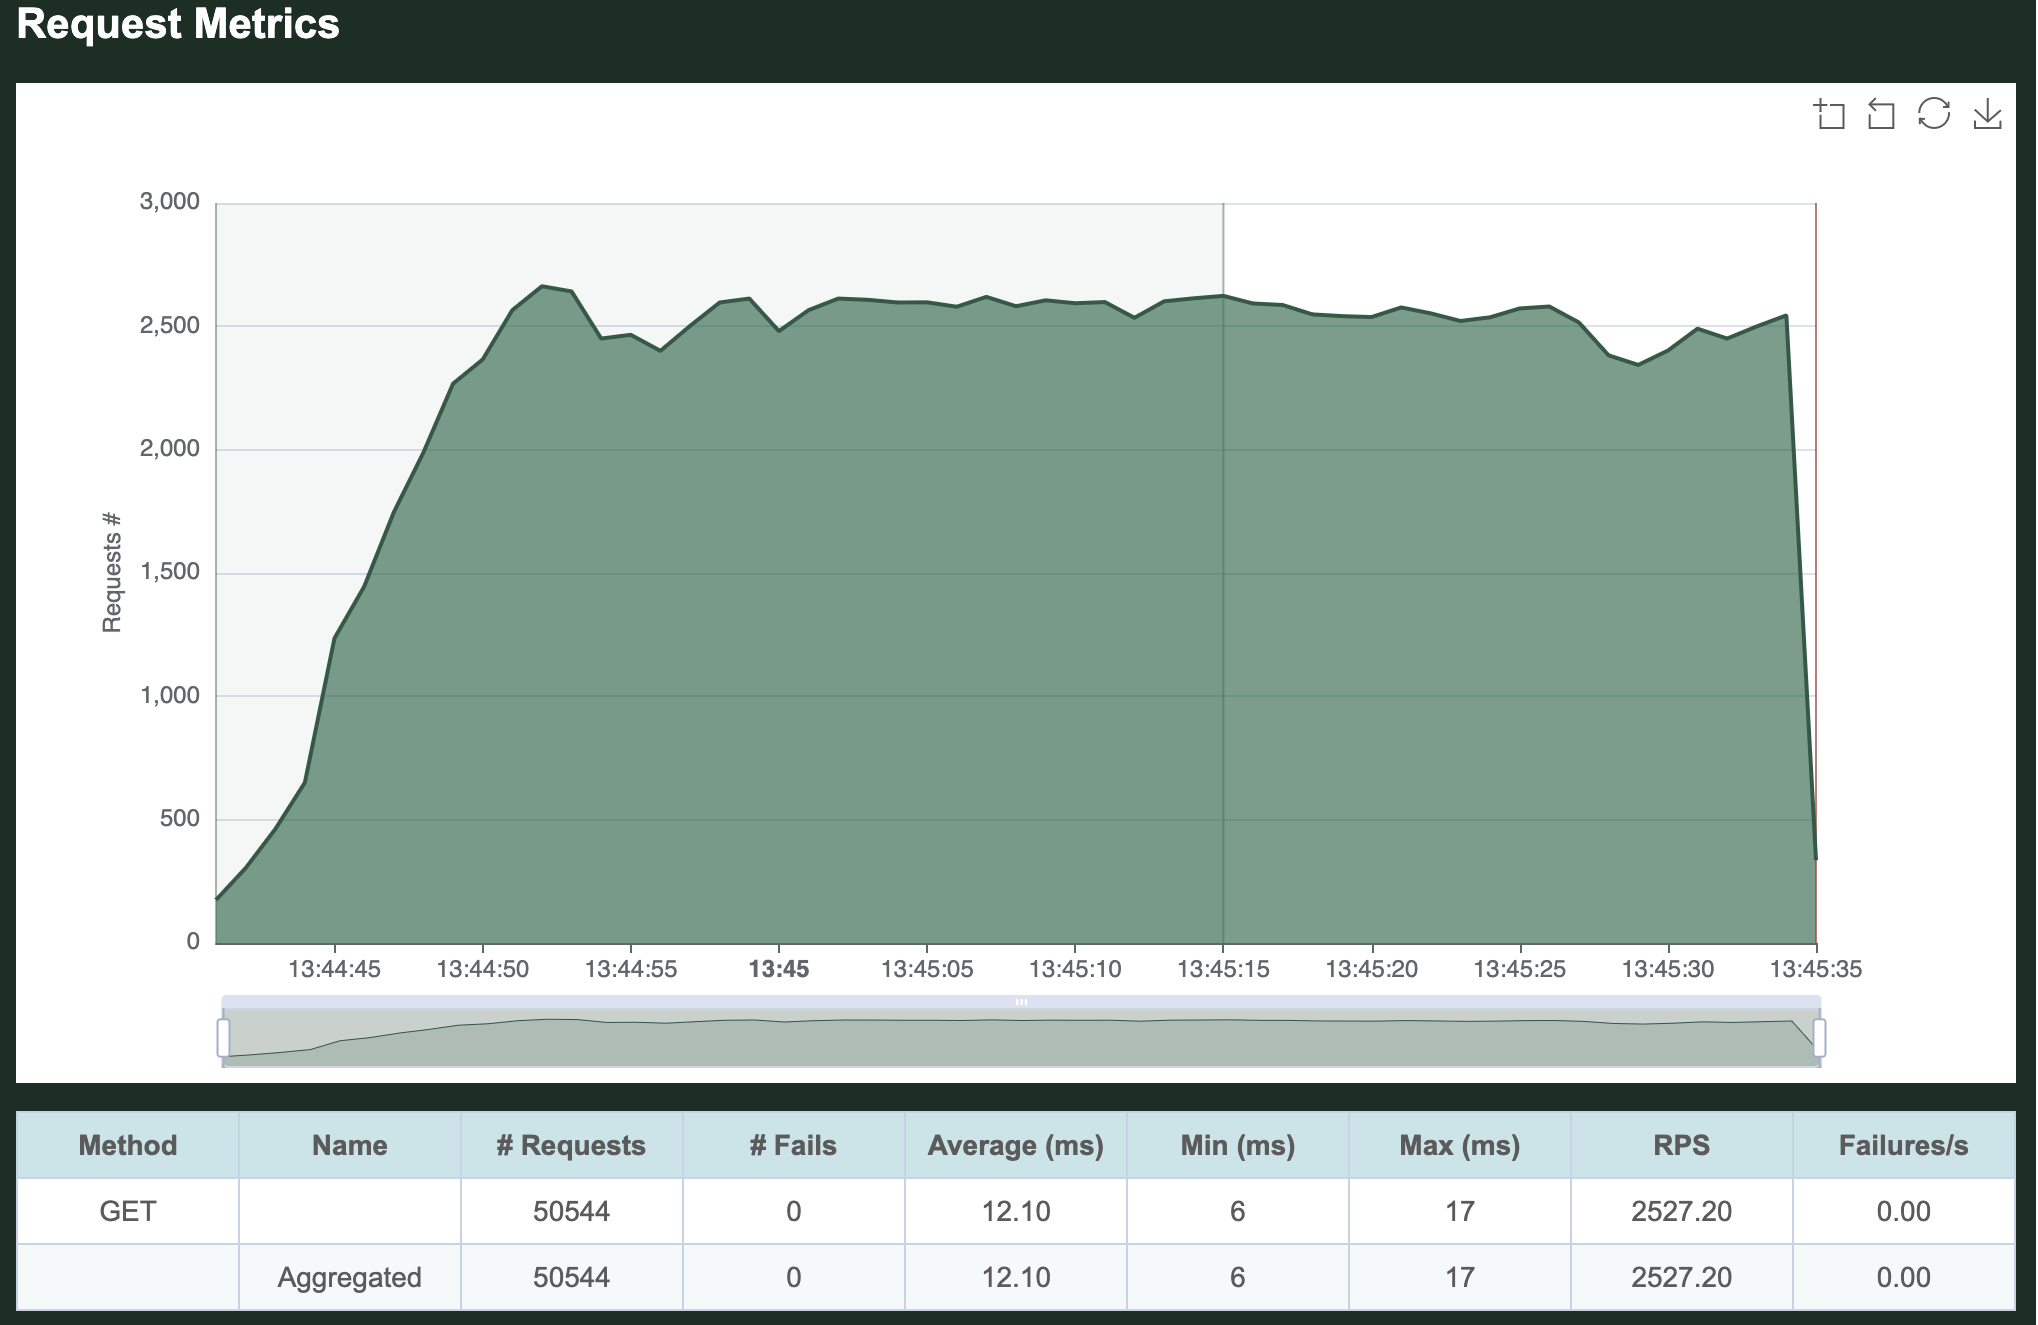 Request Metrics
3,000
2,500
2,000
1,500
1,000
500
0
Requests #
13:44:45 13:44:50 13:44:55 13:45 13:45:05 13:45:10 13:45:15 13:45:20 13:45:25 13:45:30 13:45:35
Method Name # Requests # Fails Average (ms) Min (ms) Max (ms) RPS Failures/s
GET 50544 0 12.10 6 17 2527.20 0.00
Aggregated 50544 0 12.10 6 17 2527.20 0.00